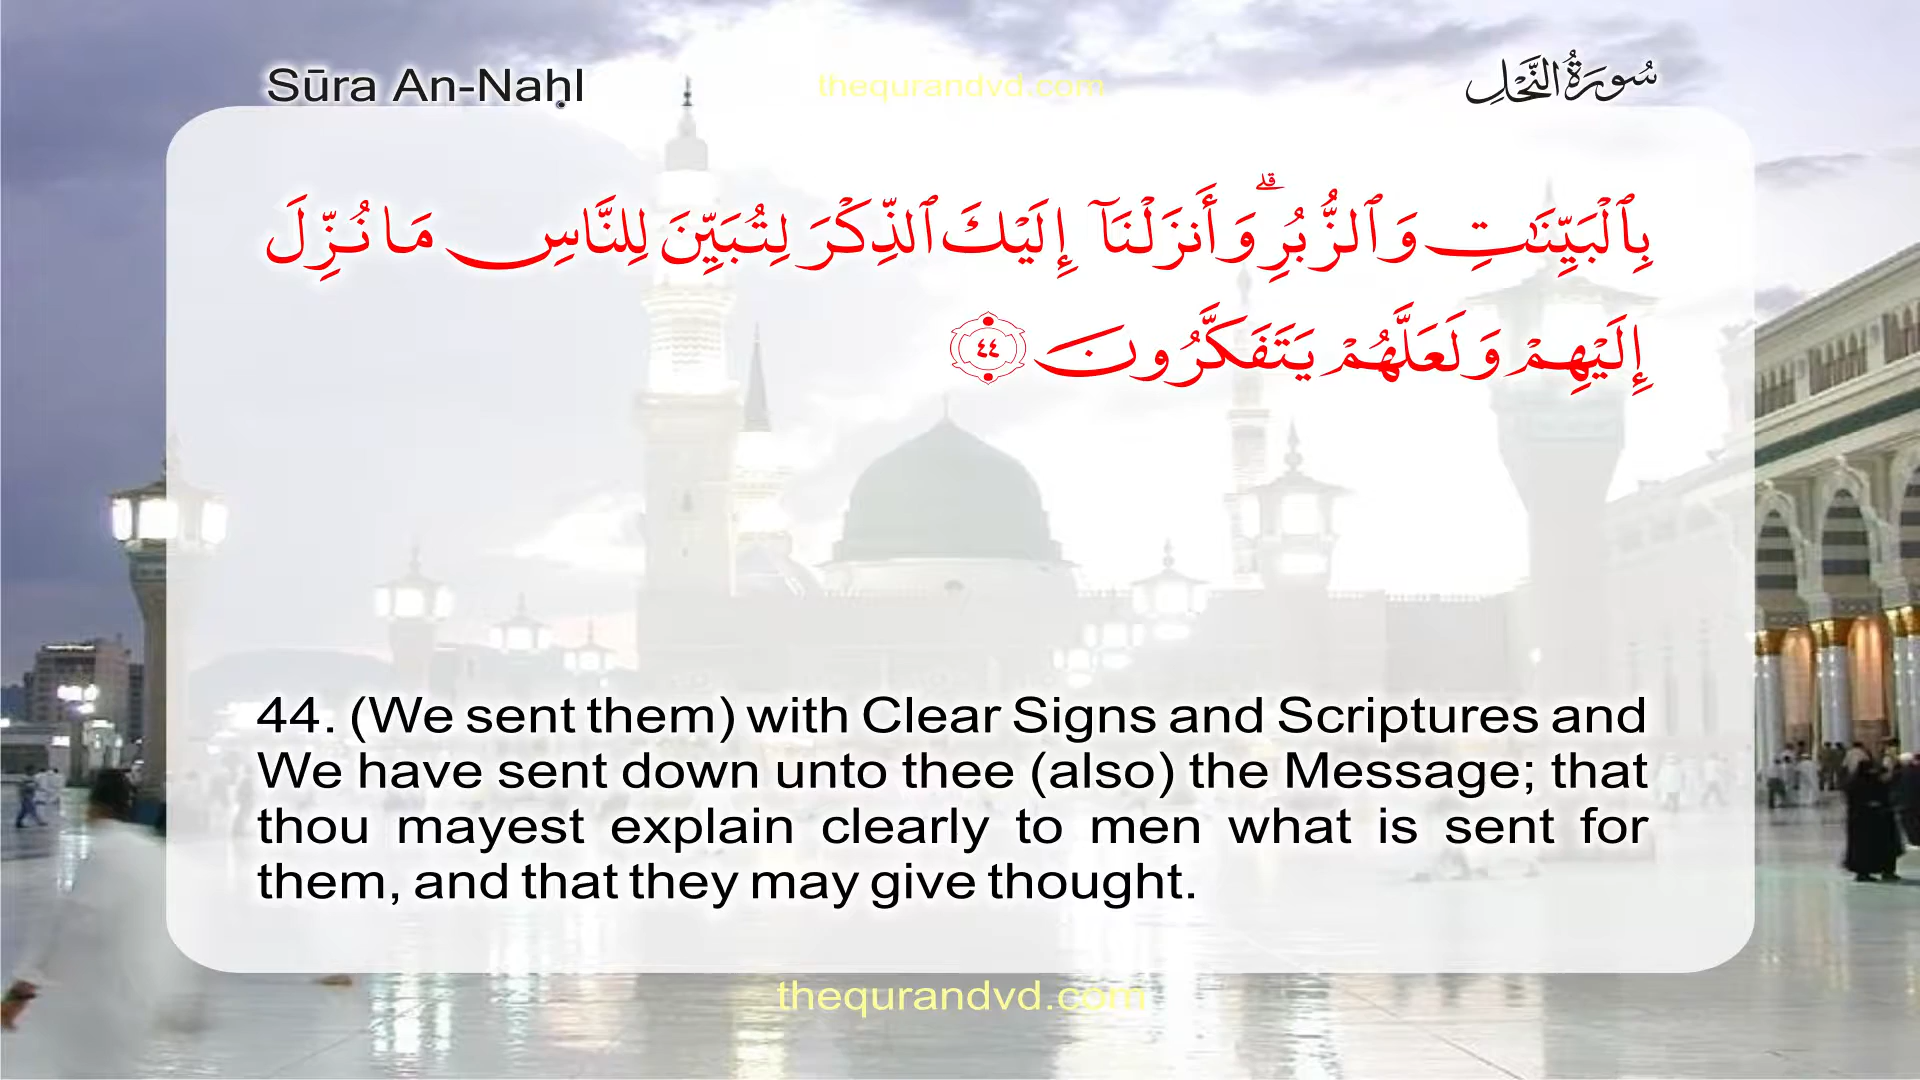 Sūra An-Naḥl
thequrandvd.com
سُورَةُ النَّحْلِ
بِٱلْبَيِّنَـٰتِ وَٱلزُّبُرِ ۗ وَأَنزَلْنَآ إِلَيْكَ ٱلذِّكْرَ لِتُبَيِّنَ لِلنَّاسِ مَا نُزِّلَ
إِلَيْهِمْ وَلَعَلَّهُمْ يَتَفَكَّرُونَ ٤٤
44. (We sent them) with Clear Signs and Scriptures and
We have sent down unto thee (also) the Message; that
thou mayest explain clearly to men what is sent for
them, and that they may give thought.
thequrandvd.com